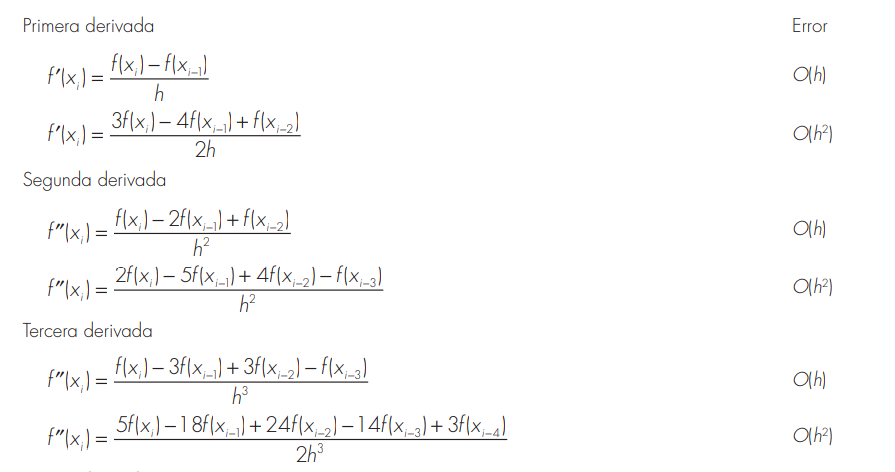 Primera derivada Error
f′(xᵢ) = (f(xᵢ) – f(xᵢ₋₁)) / h O(h)
f′(xᵢ) = (3f(xᵢ) – 4f(xᵢ₋₁) + f(xᵢ₋₂)) / 2h O(h²)
Segunda derivada
f″(xᵢ) = (f(xᵢ) – 2f(xᵢ₋₁) + f(xᵢ₋₂)) / h² O(h)
f″(xᵢ) = (2f(xᵢ) – 5f(xᵢ₋₁) + 4f(xᵢ₋₂) – f(xᵢ₋₃)) / h² O(h²)
Tercera derivada
f″(xᵢ) = (f(xᵢ) – 3f(xᵢ₋₁) + 3f(xᵢ₋₂) – f(xᵢ₋₃)) / h³ O(h)
f″(xᵢ) = (5f(xᵢ) – 18f(xᵢ₋₁) + 24f(xᵢ₋₂) – 14f(xᵢ₋₃) + 3f(xᵢ₋₄)) / 2h³ O(h²)